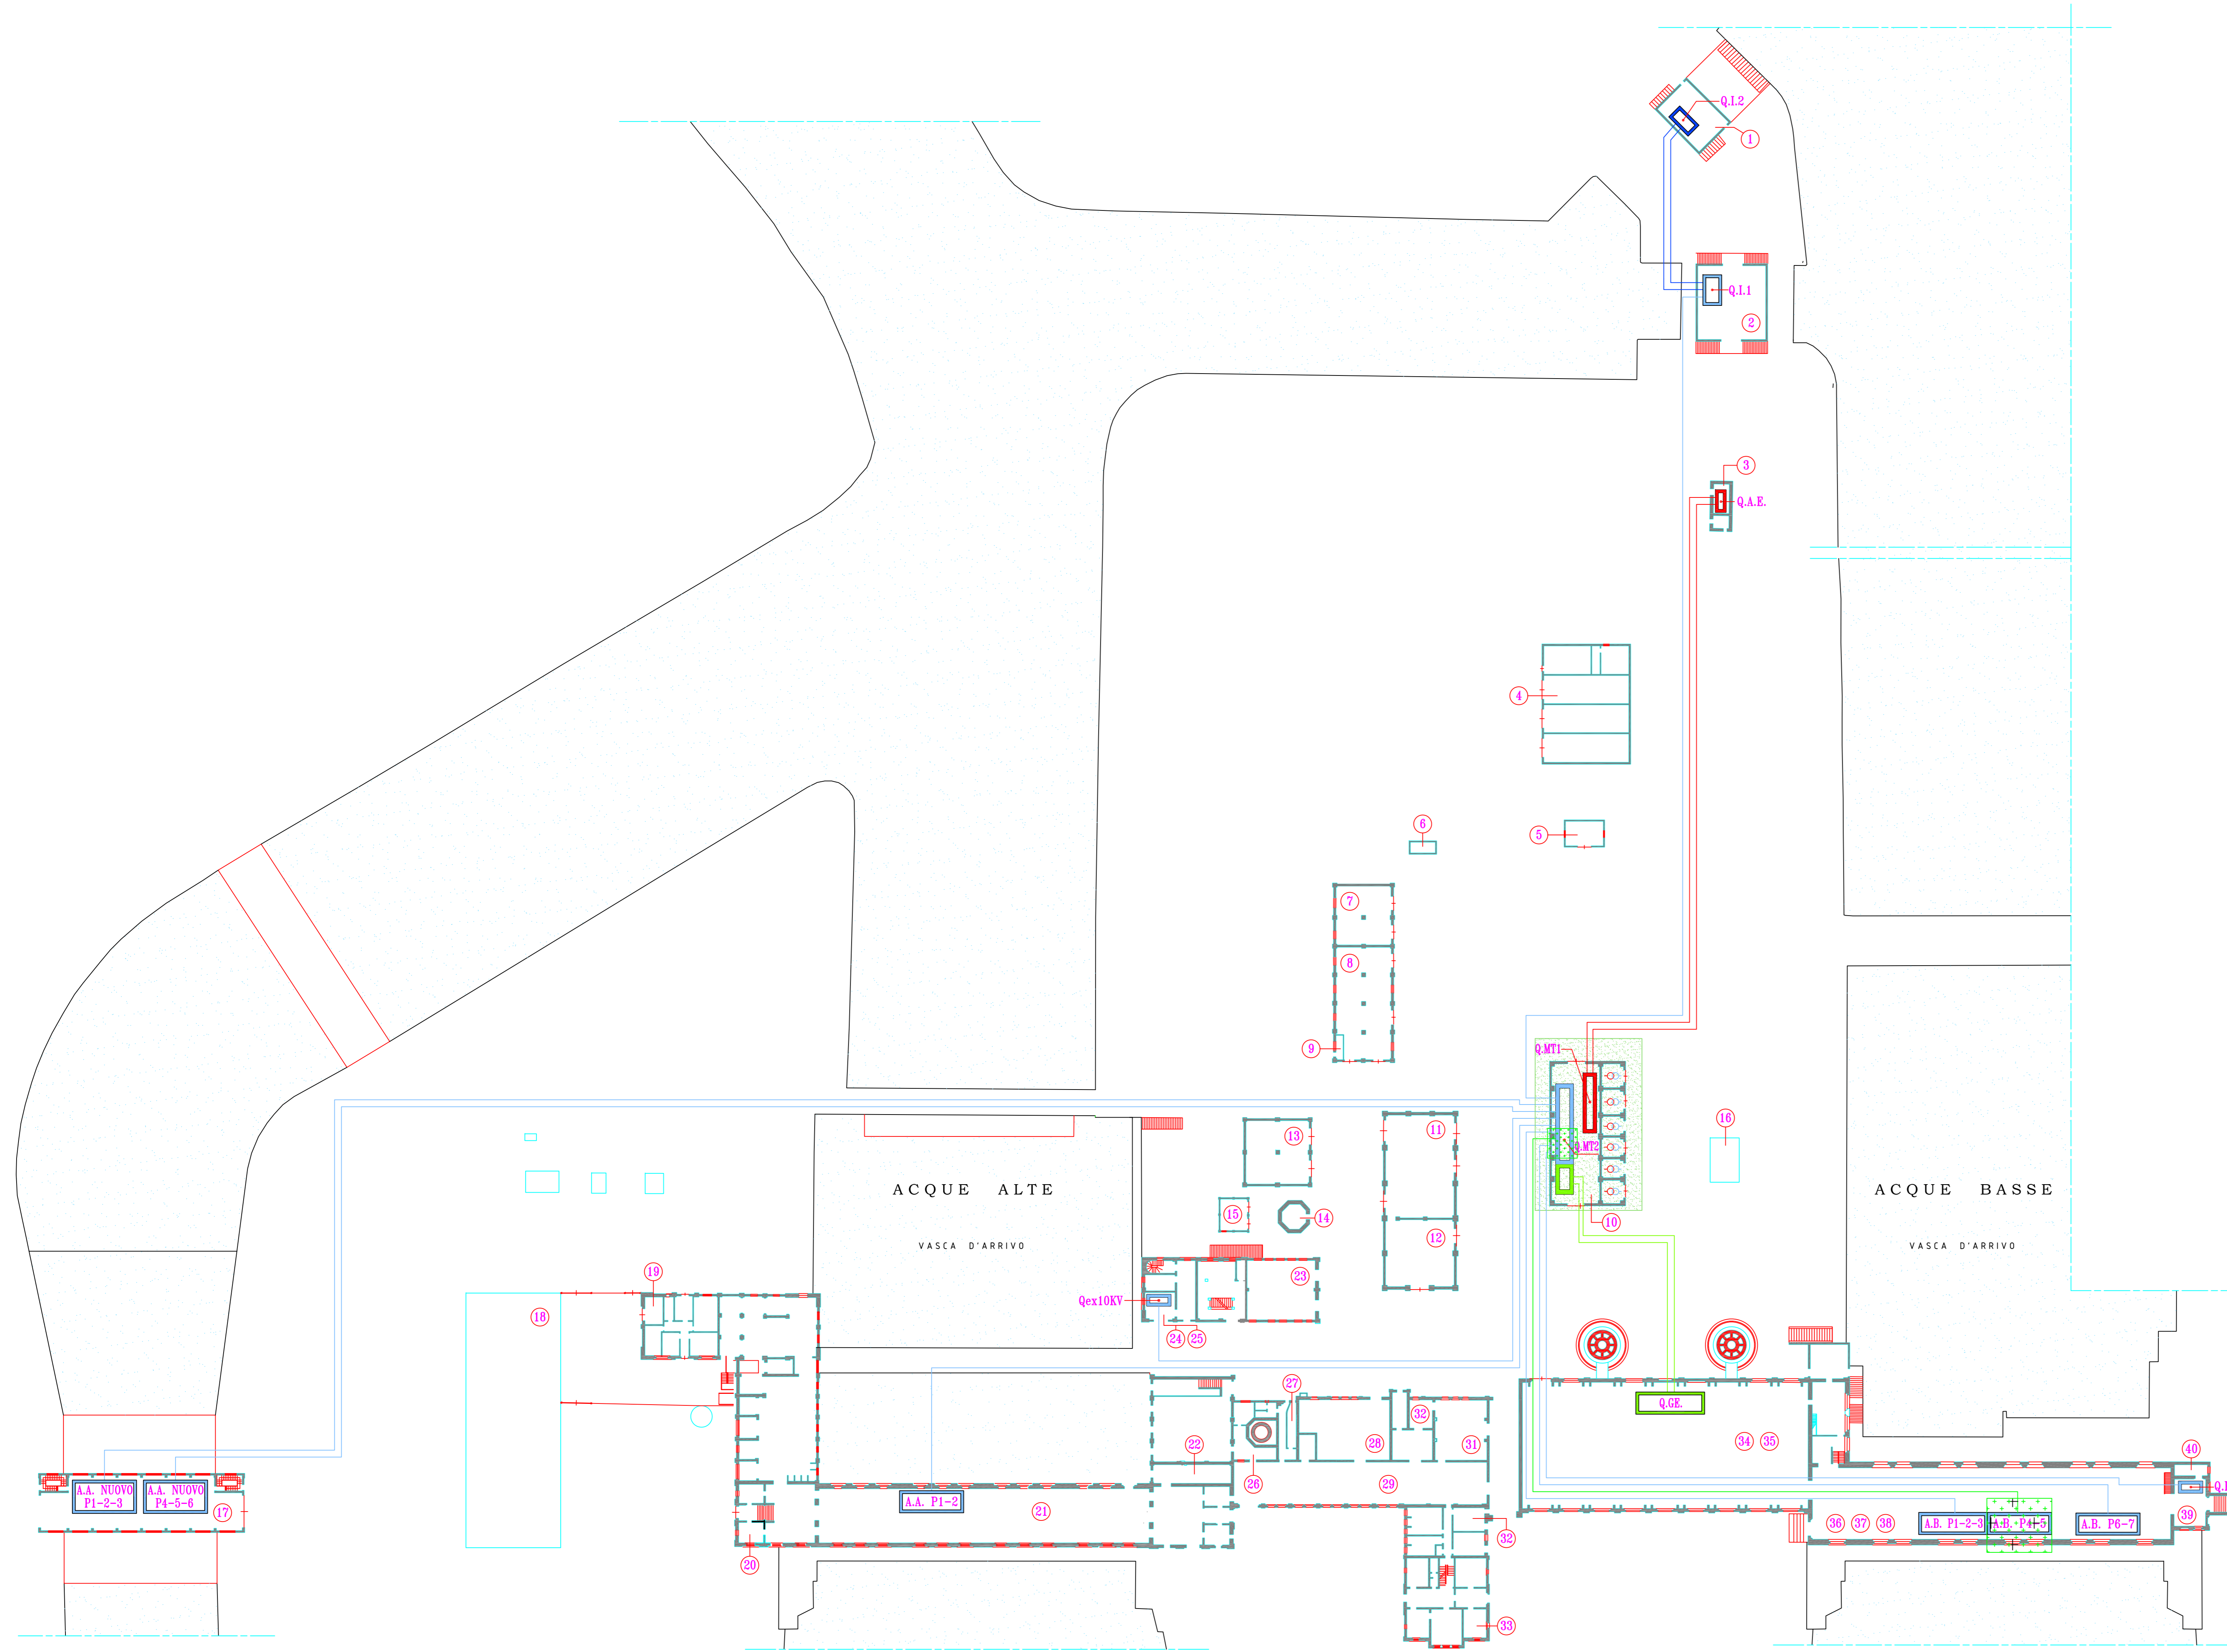 Q.I.2
1
Q.I.1
2
3
Q.A.E.
4
5
6
7
8
9
Q.MT1
Q.MT2
10
11
12
13
14
15
16
ACQUE ALTE
VASCA D'ARRIVO
ACQUE BASSE
VASCA D'ARRIVO
19
18
Qex10KV
23
24 25
27
32
28
31
22
26
29
Q.GE.
34 35
40
A.A. NUOVO
P1-2-3
A.A. NUOVO
P4-5-6
17
A.A. P1-2
21
20
32
33
36 37 38
A.B. P1-2-3
A.B. P4-5
A.B. P6-7
39